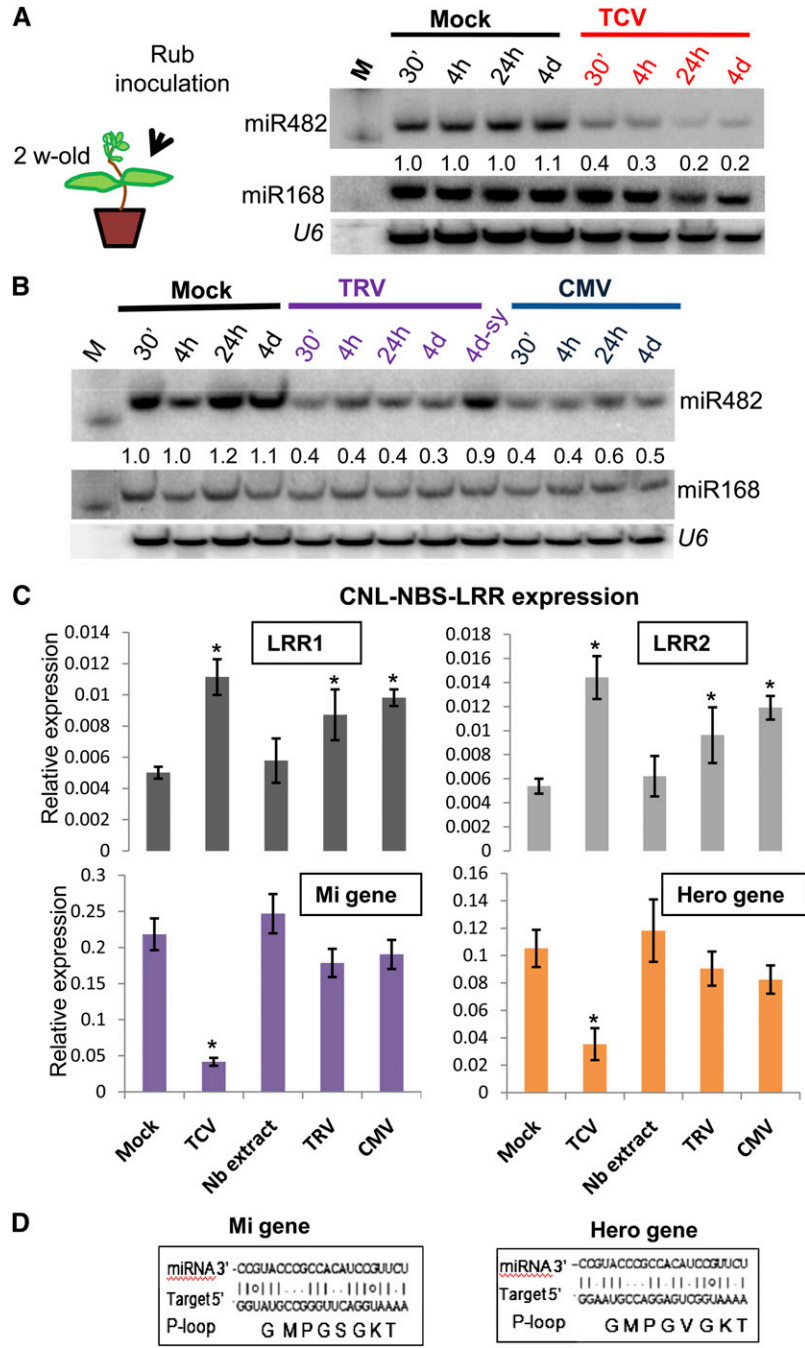 A
Rub
inoculation
2 w-old
Mock TCV
M 30' 4h 24h 4d 30' 4h 24h 4d
miR482
1.0 1.0 1.0 1.1 0.4 0.3 0.2 0.2
miR168
U6
B
Mock TRV CMV
M 30' 4h 24h 4d 30' 4h 24h 4d 4d-sy 30' 4h 24h 4d
miR482
1.0 1.0 1.2 1.1 0.4 0.4 0.4 0.3 0.9 0.4 0.4 0.6 0.5
miR168
U6
C
CNL-NBS-LRR expression
LRR1
Relative expression
0.014
0.012
0.01
0.008
0.006
0.004
0.002
0
* * *
LRR2
0.018
0.016
0.014
0.012
0.01
0.008
0.006
0.004
0.002
0
* * *
Mi gene
Relative expression
0.3
0.25
0.2
0.15
0.1
0.05
0
*
Mock TCV Nb extract TRV CMV
Hero gene
0.16
0.14
0.12
0.1
0.08
0.06
0.04
0.02
0
*
Mock TCV Nb extract TRV CMV
D
Mi gene
miRNA 3' -CCGUACCCGCCACAUCCGUUCU
Target 5' GGUAUGCCGGGUUCAGGUAAAA
P-loop G M P G S G K T
Hero gene
miRNA 3' -CCGUACCCGCCACAUCCGUUCU
Target 5' GGAAUGCCAGGAGUCGGUAAAA
P-loop G M P G V G K T